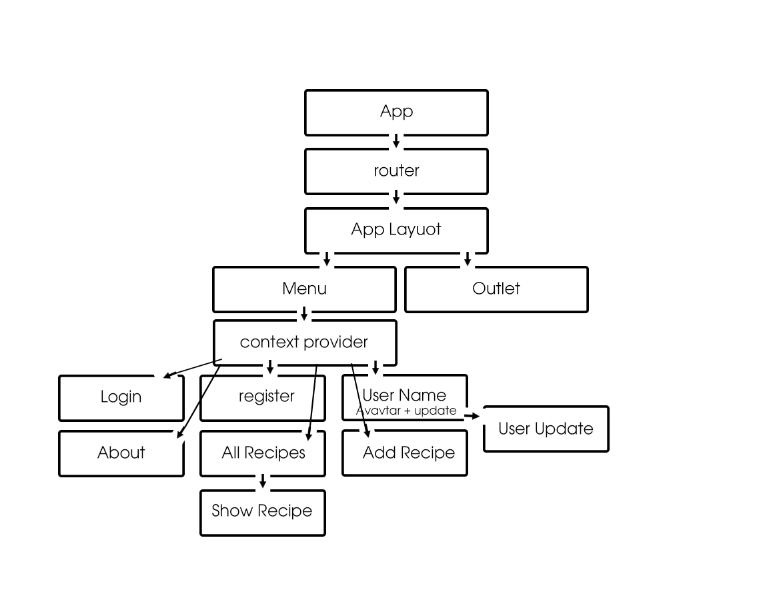 App
router
App Layuot
Menu
Outlet
context provider
Login
register
User Name
Avavtar + update
User Update
About
All Recipes
Add Recipe
Show Recipe